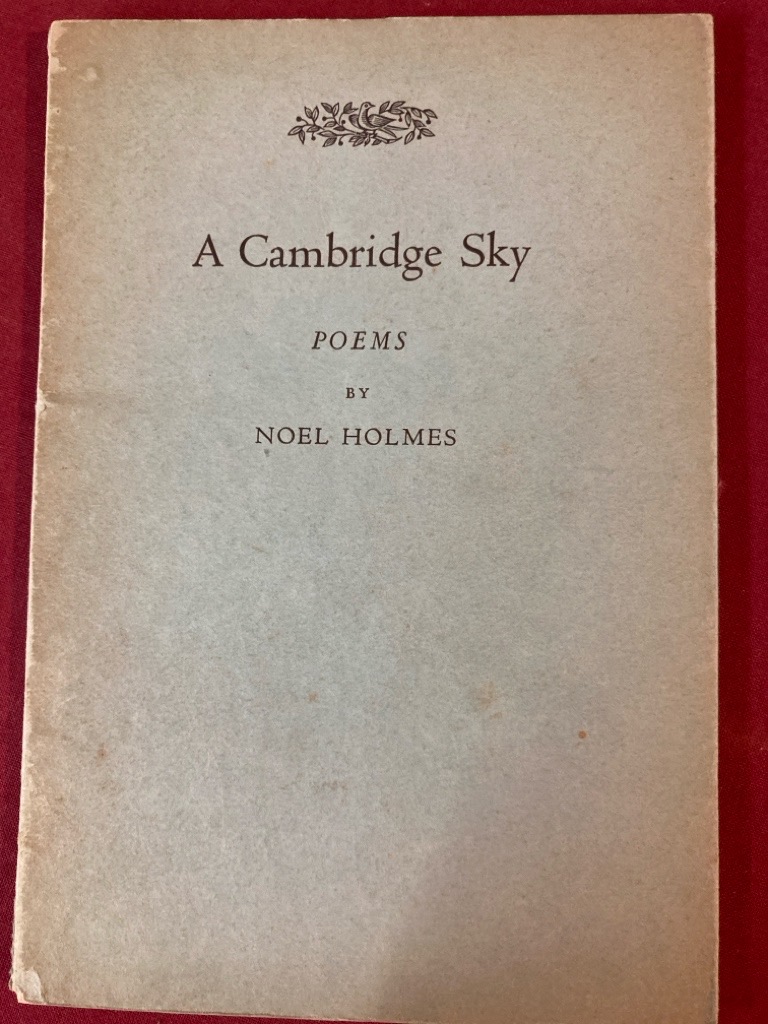 A Cambridge Sky
POEMS
BY
NOEL HOLMES